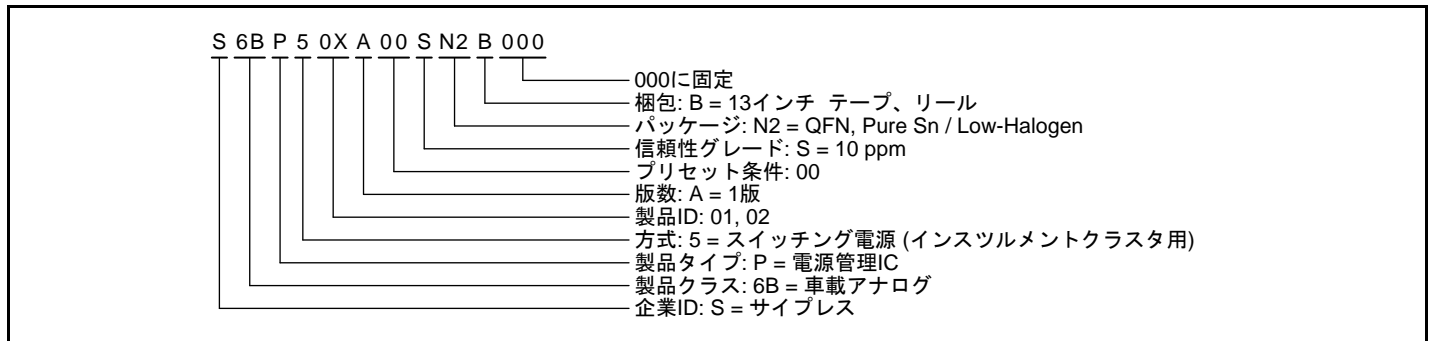 S 6B P 5 0X A 00 S N2 B 000
000に固定
梱包: B = 13インチ テープ、リール
パッケージ: N2 = QFN, Pure Sn / Low-Halogen
信頼性グレード: S = 10 ppm
プリセット条件: 00
版数: A = 1版
製品ID: 01, 02
方式: 5 = スイッチング電源 (インスツルメントクラスタ用)
製品タイプ: P = 電源管理IC
製品クラス: 6B = 車載アナログ
企業ID: S = サイプレス